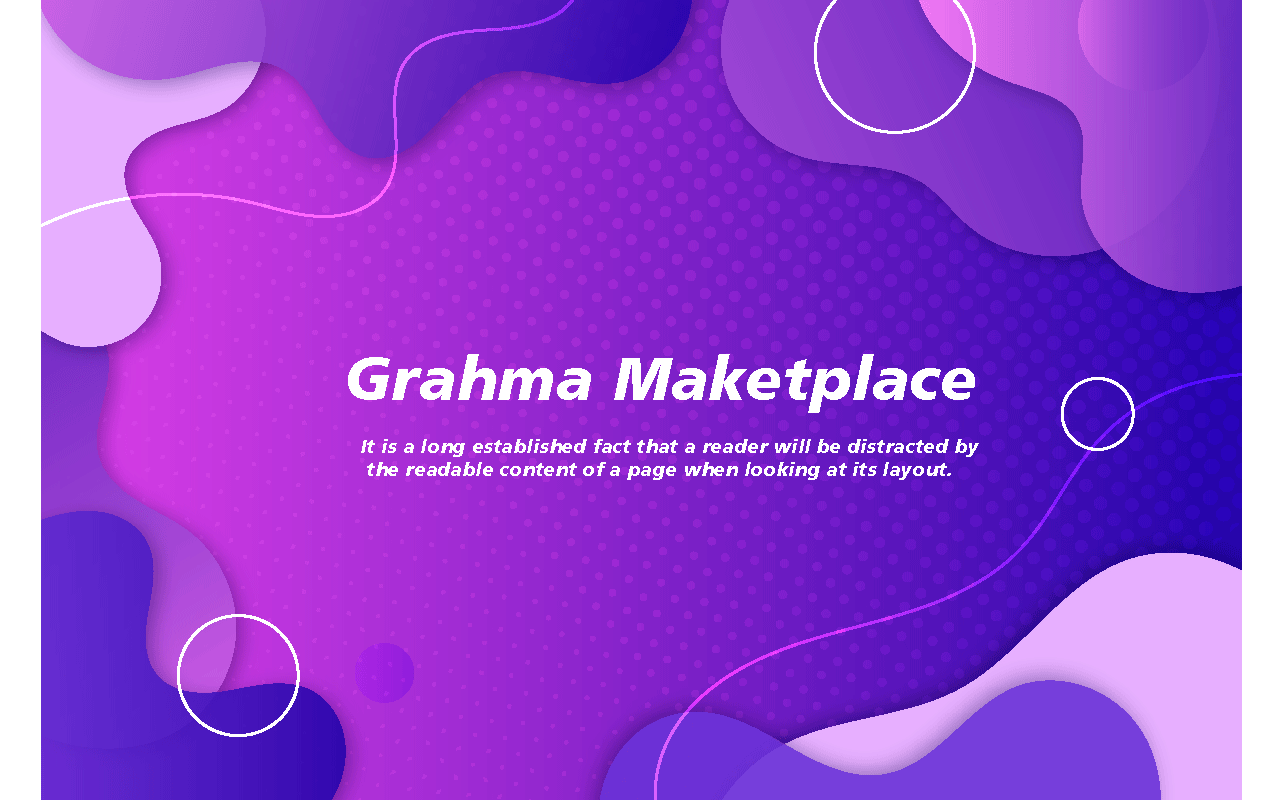 Grahma Maketplace
It is a long established fact that a reader will be distracted by
the readable content of a page when looking at its layout.